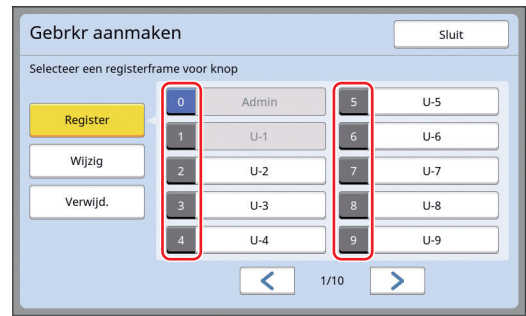 Gebrkr aanmaken
Sluit
Selecteer een registerframe voor knop
Register
Wijzig
Verwijd.
0 Admin
1 U-1
2 U-2
3 U-3
4 U-4
5 U-5
6 U-6
7 U-7
8 U-8
9 U-9
< 1/10 >